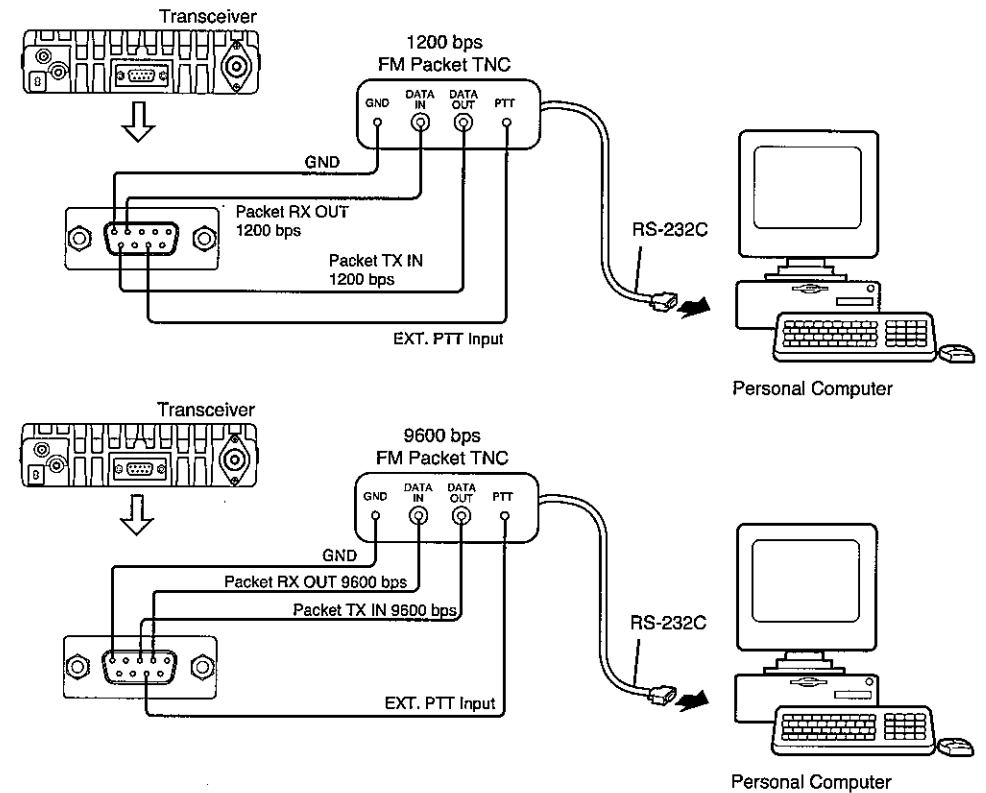 Transceiver
1200 bps
FM Packet TNC
GND
DATA
IN
DATA
OUT
PTT
GND
Packet RX OUT
1200 bps
RS-232C
Packet TX IN
1200 bps
EXT. PTT Input
Personal Computer
Transceiver
9600 bps
FM Packet TNC
GND
DATA
IN
DATA
OUT
PTT
GND
Packet RX OUT 9600 bps
Packet TX IN 9600 bps
RS-232C
EXT. PTT Input
Personal Computer